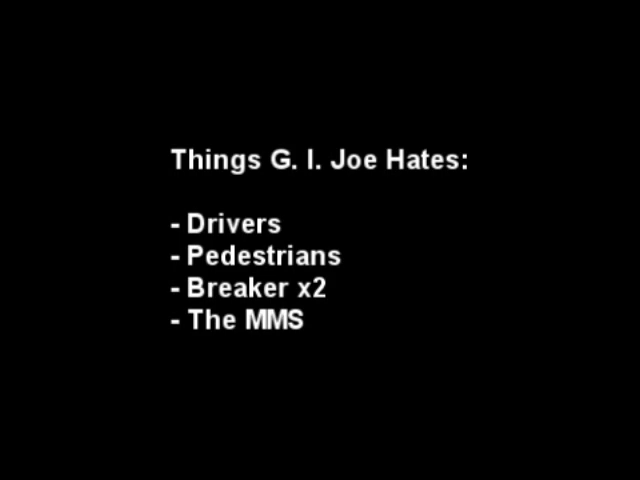 Things G. I. Joe Hates:
- Drivers
- Pedestrians
- Breaker x2
- The MMS